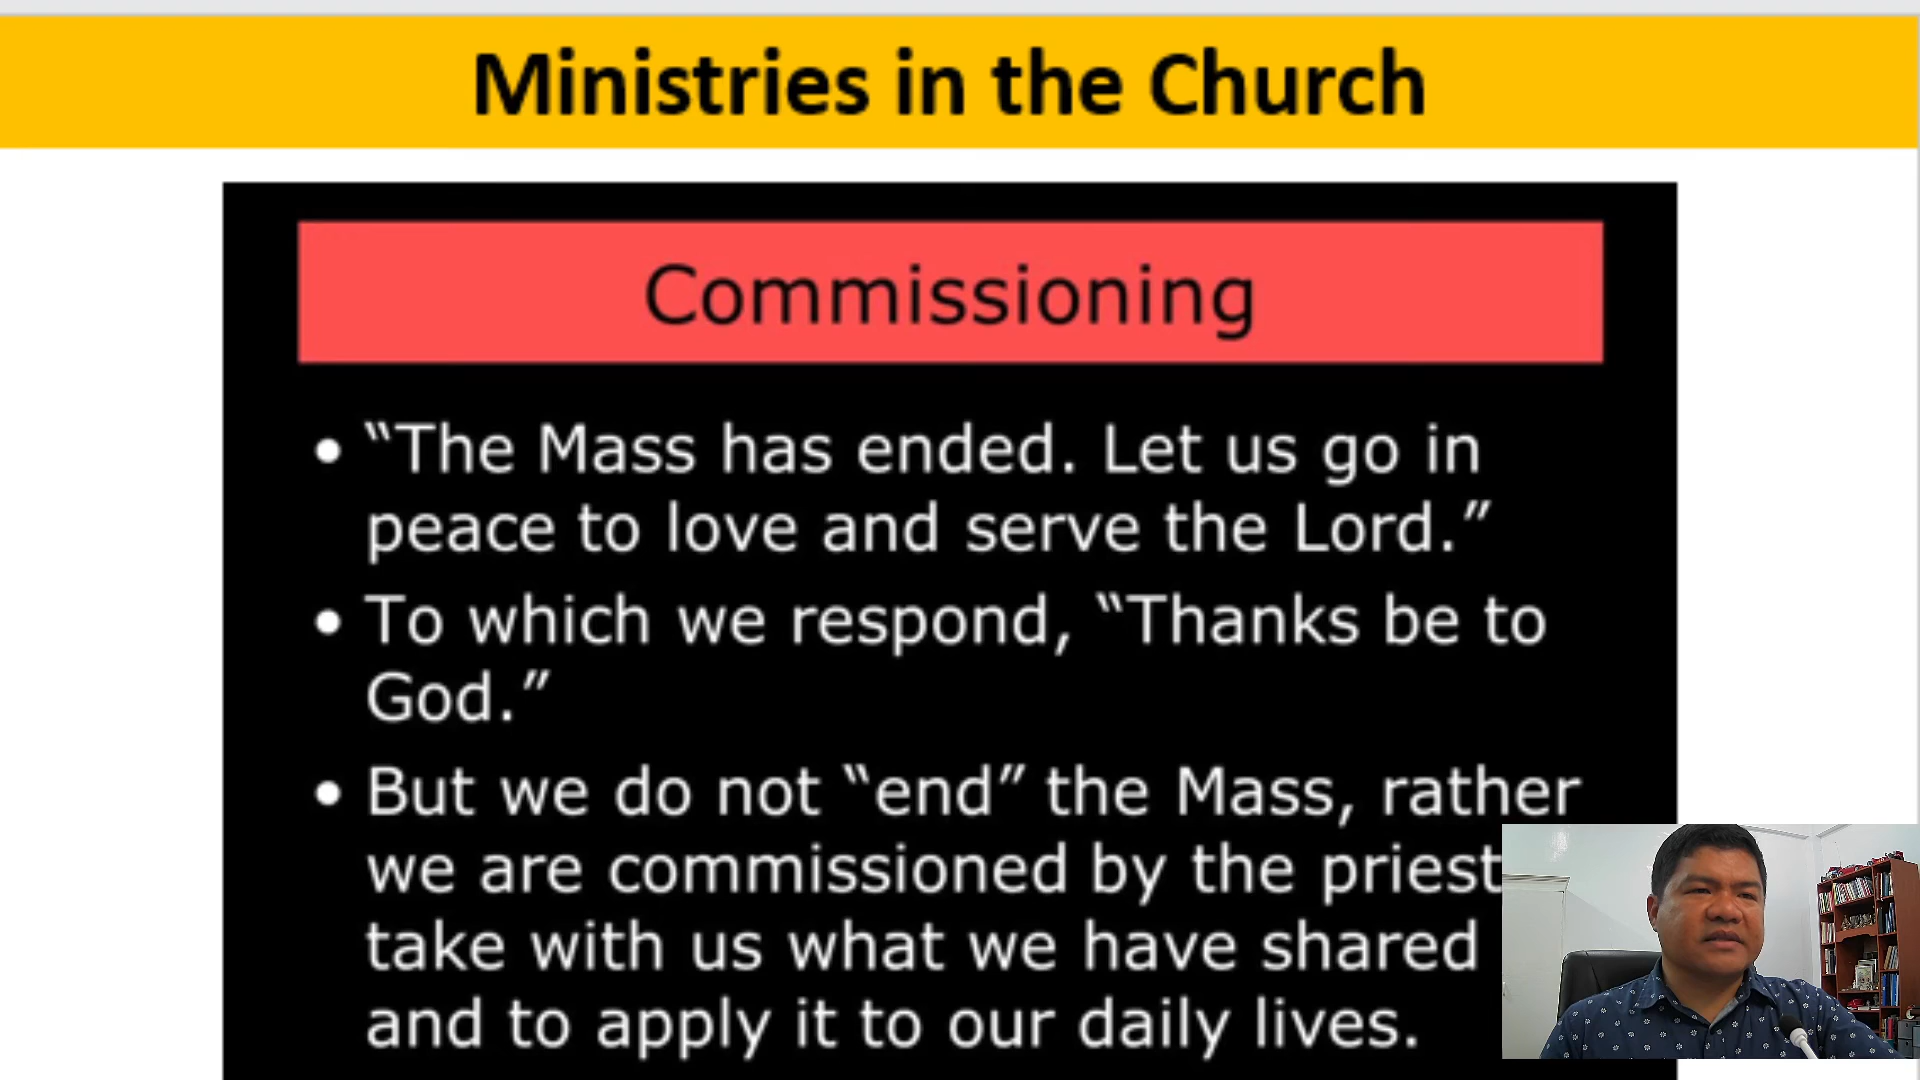 Ministries in the Church
Commissioning
• “The Mass has ended. Let us go in
peace to love and serve the Lord.”
• To which we respond, “Thanks be to
God.”
• But we do not “end” the Mass, rather
we are commissioned by the priest
take with us what we have shared
and to apply it to our daily lives.